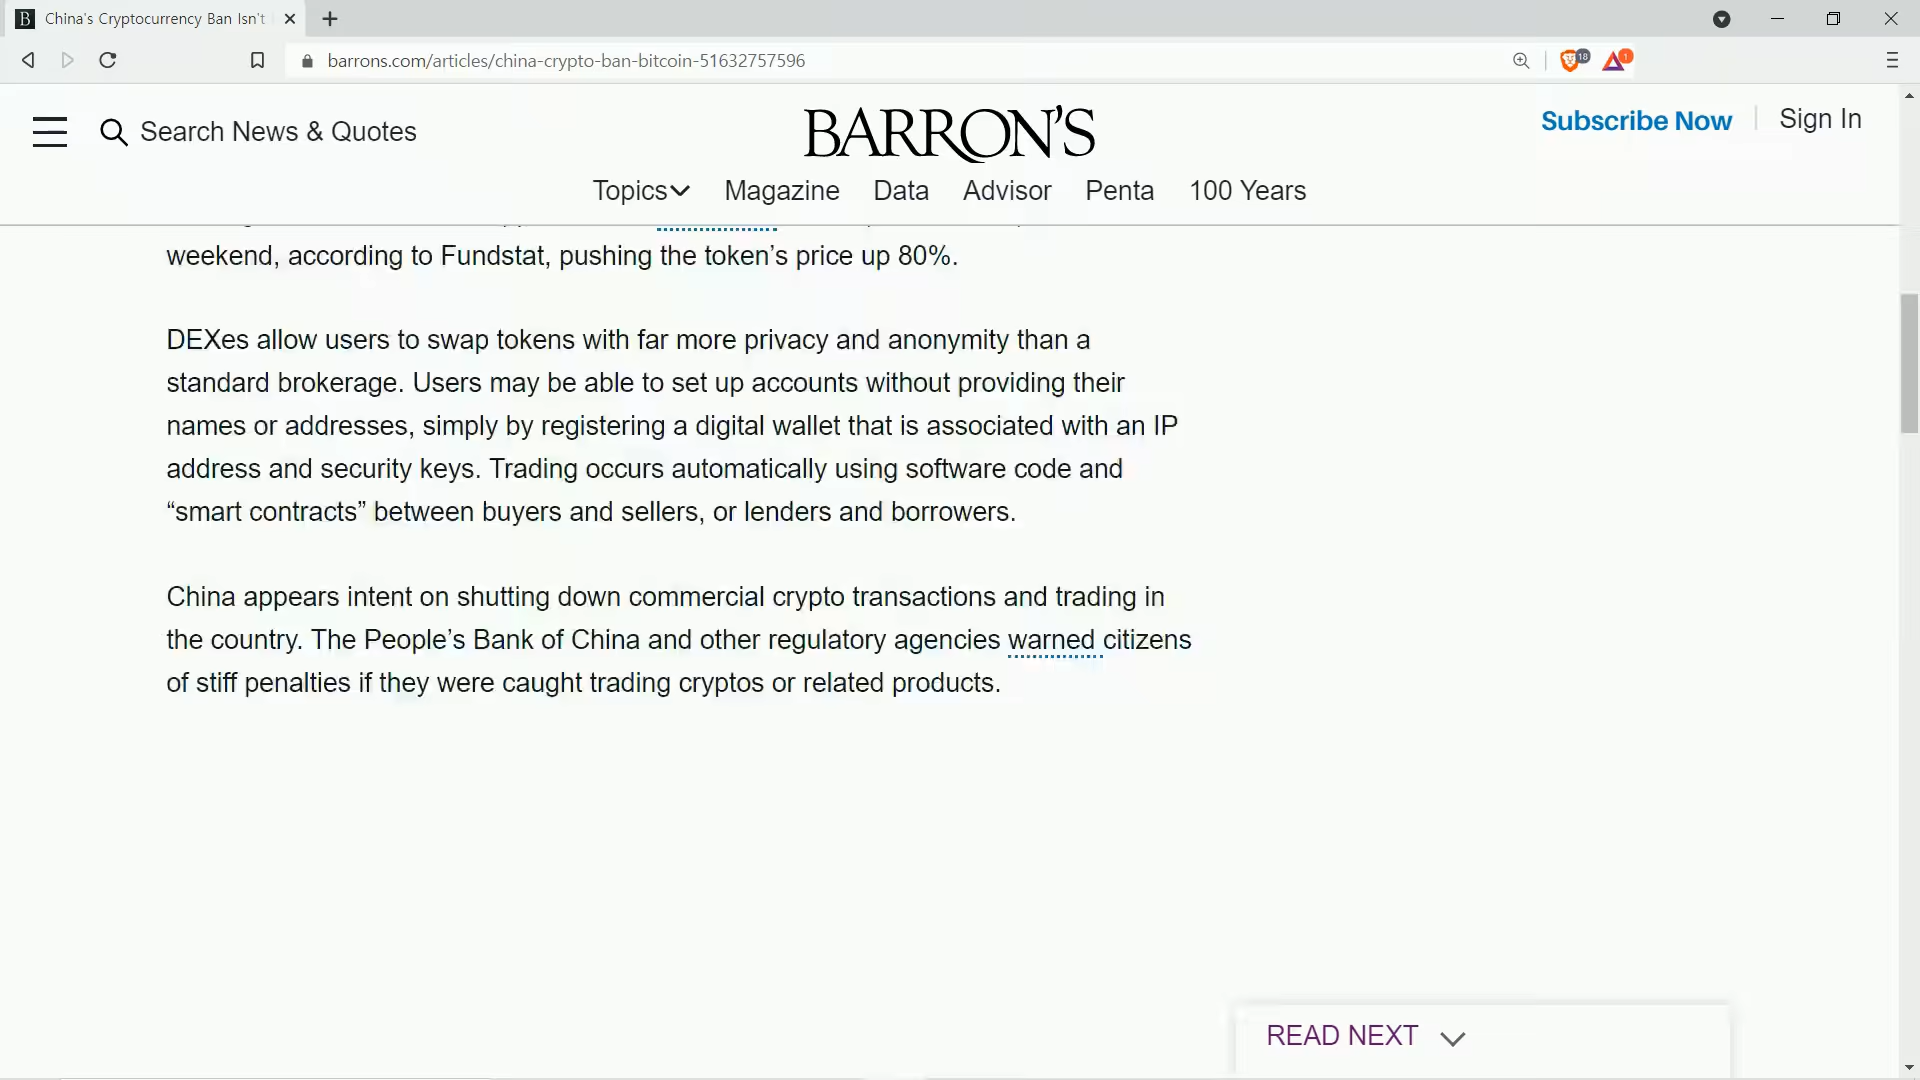 China's Cryptocurrency Ban Isn't
barrons.com/articles/china-crypto-ban-bitcoin-51632757596
18
1
Search News & Quotes
BARRON'S
Subscribe Now
Sign In
Topics
Magazine
Data
Advisor
Penta
100 Years
weekend, according to Fundstat, pushing the token’s price up 80%.
DEXes allow users to swap tokens with far more privacy and anonymity than a
standard brokerage. Users may be able to set up accounts without providing their
names or addresses, simply by registering a digital wallet that is associated with an IP
address and security keys. Trading occurs automatically using software code and
“smart contracts” between buyers and sellers, or lenders and borrowers.
China appears intent on shutting down commercial crypto transactions and trading in
the country. The People’s Bank of China and other regulatory agencies warned citizens
of stiff penalties if they were caught trading cryptos or related products.
READ NEXT